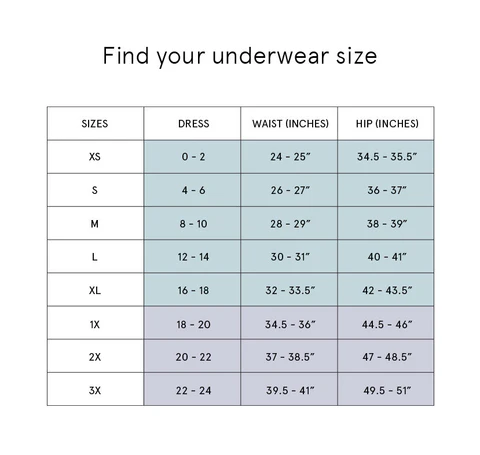 Find your underwear size
SIZES DRESS WAIST (INCHES) HIP (INCHES)
XS 0 - 2 24 - 25" 34.5 - 35.5"
S 4 - 6 26 - 27" 36 - 37"
M 8 - 10 28 - 29" 38 - 39"
L 12 - 14 30 - 31" 40 - 41"
XL 16 - 18 32 - 33.5" 42 - 43.5"
1X 18 - 20 34.5 - 36" 44.5 - 46"
2X 20 - 22 37 - 38.5" 47 - 48.5"
3X 22 - 24 39.5 - 41" 49.5 - 51"